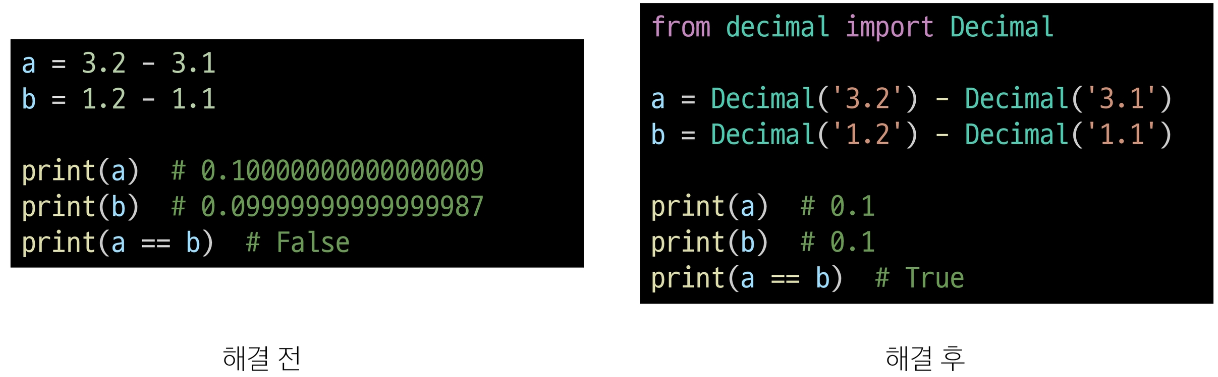 a = 3.2 - 3.1
b = 1.2 - 1.1
print(a)  # 0.10000000000000009
print(b)  # 0.09999999999999987
print(a == b)  # False
해결 전
from decimal import Decimal
a = Decimal('3.2') - Decimal('3.1')
b = Decimal('1.2') - Decimal('1.1')
print(a)  # 0.1
print(b)  # 0.1
print(a == b)  # True
해결 후